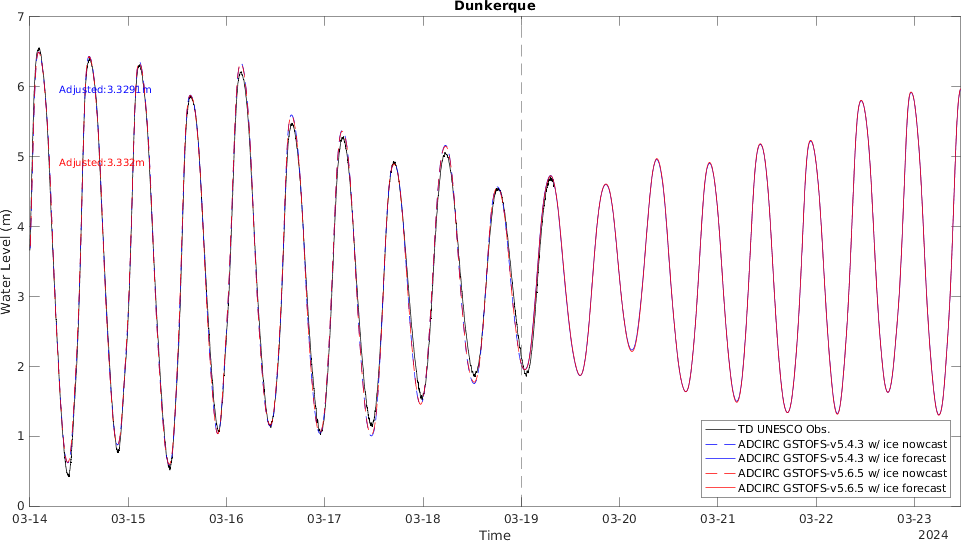 Dunkerque
7
6
5
4
3
2
1
0
Water Level (m)
Adjusted:3.3291m
Adjusted:3.332m
TD UNESCO Obs.
ADCIRC GSTOFS-v5.4.3 w/ ice nowcast
ADCIRC GSTOFS-v5.4.3 w/ ice forecast
ADCIRC GSTOFS-v5.6.5 w/ ice nowcast
ADCIRC GSTOFS-v5.6.5 w/ ice forecast
03-14 03-15 03-16 03-17 03-18 03-19 03-20 03-21 03-22 03-23
Time
2024